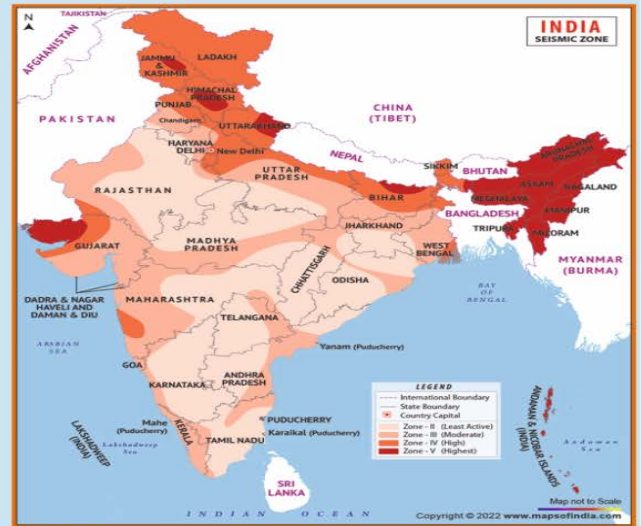 N
TAJIKISTAN
AFGHANISTAN
INDIA
SEISMIC ZONE
JAMMU
&
KASHMIR
LADAKH
HIMACHAL
PRADESH
PUNJAB
Chandigarh
UTTARAKHAND
CHINA
(TIBET)
PAKISTAN
HARYANA
DELHI
New Delhi
NEPAL
SIKKIM
BHUTAN
ARUNACHAL
PRADESH
RAJASTHAN
UTTAR
PRADESH
BIHAR
ASSAM
NAGALAND
MEGHALAYA
BANGLADESH
MANIPUR
TRIPURA
MIZORAM
JHARKHAND
WEST
BENGAL
GUJARAT
MADHYA
PRADESH
CHHATTISGARH
ODISHA
MYANMAR
(BURMA)
DADRA & NAGAR
HAVELI AND
DAMAN & DIU
MAHARASHTRA
TELANGANA
BAY
OF
BENGAL
ARABIAN
SEA
Yanam (Puducherry)
GOA
KARNATAKA
ANDHRA
PRADESH
LEGEND
International Boundary
State Boundary
Country Capital
Zone - II (Least Active)
Zone - III (Moderate)
Zone - IV (High)
Zone - V (Highest)
Mahe
(Puducherry)
PUDUCHERRY
Karaikal (Puducherry)
KERALA
TAMIL NADU
LAKSHADWEEP
(INDIA)
Lakshadweep
Sea
ANDAMAN & NICOBAR ISLANDS
(INDIA)
Andaman
Sea
SRI
LANKA
INDIAN OCEAN
Map not to Scale
Copyright © 2022 www.mapsofindia.com